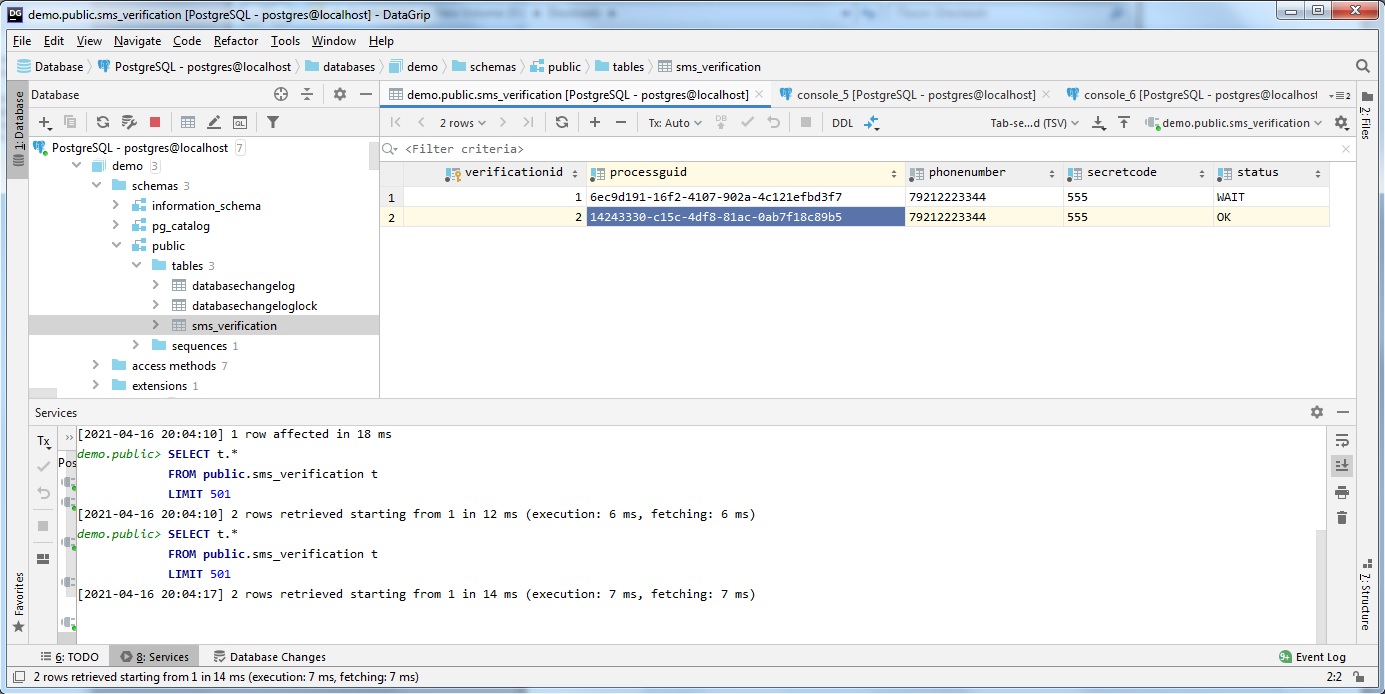 demo.public.sms_verification [PostgreSQL - postgres@localhost] - DataGrip
File Edit View Navigate Code Refactor Tools Window Help
Database PostgreSQL - postgres@localhost databases demo schemas public tables sms_verification
1: Database
Favorites
Database
PostgreSQL - postgres@localhost 7
demo 3
schemas 3
information_schema
pg_catalog
public
tables 3
databasechangelog
databasechangeloglock
sms_verification
sequences 1
access methods 7
extensions 1
demo.public.sms_verification [PostgreSQL - postgres@localhost] console_5 [PostgreSQL - postgres@localhost] console_6 [PostgreSQL - postgres@localhost 2
2 rows Tx: Auto DB DDL Tab-se...d (TSV) demo.public.sms_verification
<Filter criteria>
verificationid processguid phonenumber secretcode status
1 1 6ec9d191-16f2-4107-902a-4c121efbd3f7 79212223344 555 WAIT
2 2 14243330-c15c-4df8-81ac-0ab7f18c89b5 79212223344 555 OK
2: Files
7: Structure
Services
Tx
Pos
[2021-04-16 20:04:10] 1 row affected in 18 ms
demo.public> SELECT t.*
FROM public.sms_verification t
LIMIT 501
[2021-04-16 20:04:10] 2 rows retrieved starting from 1 in 12 ms (execution: 6 ms, fetching: 6 ms)
demo.public> SELECT t.*
FROM public.sms_verification t
LIMIT 501
[2021-04-16 20:04:17] 2 rows retrieved starting from 1 in 14 ms (execution: 7 ms, fetching: 7 ms)
6: TODO 8: Services Database Changes 9+ Event Log
2 rows retrieved starting from 1 in 14 ms (execution: 7 ms, fetching: 7 ms) 2:2